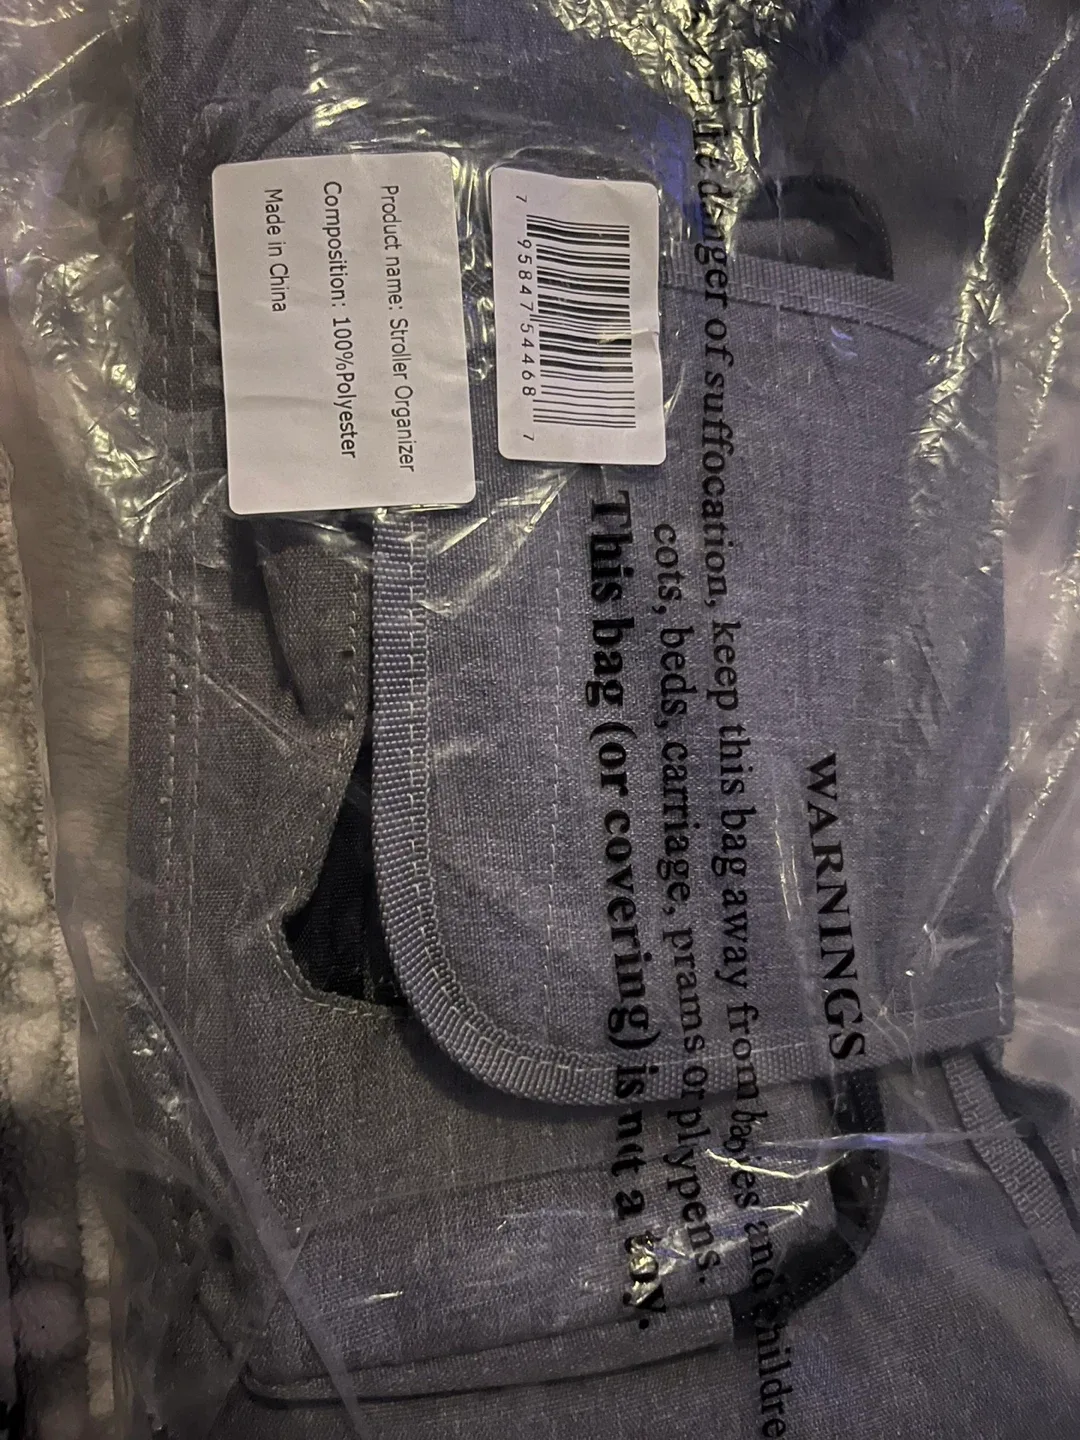 WARNINGS
danger of suffocation, keep this bag away from babies and childre
cots, beds, carriage, prams or plypens.
This bag (or covering) is not a toy.
7 95847 54468 7
Product name: Stroller Organizer
Composition: 100%Polyester
Made in China